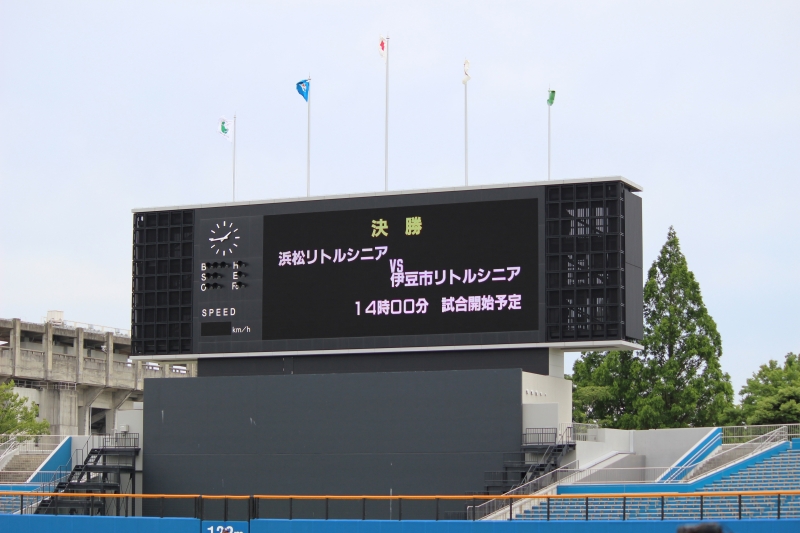 決勝
浜松リトルシニア
VS
伊豆市リトルシニア
14時00分 試合開始予定
B H
S E
O F
SPEED
km/h
122